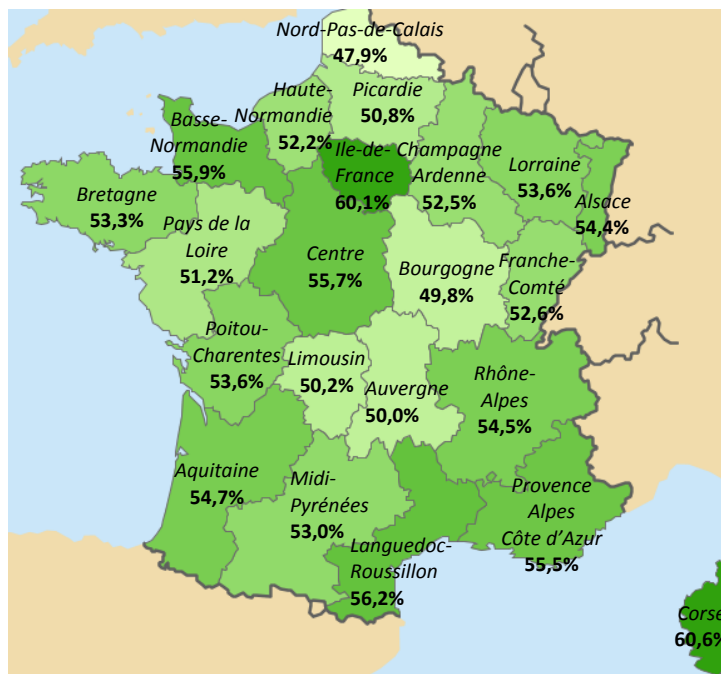 Nord-Pas-de-Calais
47,9%
Haute-
Normandie
52,2%
Picardie
50,8%
Basse-
Normandie
55,9%
Ile-de-
France
60,1%
Champagne
Ardenne
52,5%
Lorraine
53,6%
Alsace
54,4%
Bretagne
53,3%
Pays de la
Loire
51,2%
Centre
55,7%
Bourgogne
49,8%
Franche-
Comté
52,6%
Poitou-
Charentes
53,6%
Limousin
50,2%
Auvergne
50,0%
Rhône-
Alpes
54,5%
Aquitaine
54,7%
Midi-
Pyrénées
53,0%
Languedoc-
Roussillon
56,2%
Provence
Alpes
Côte d'Azur
55,5%
Corse
60,6%